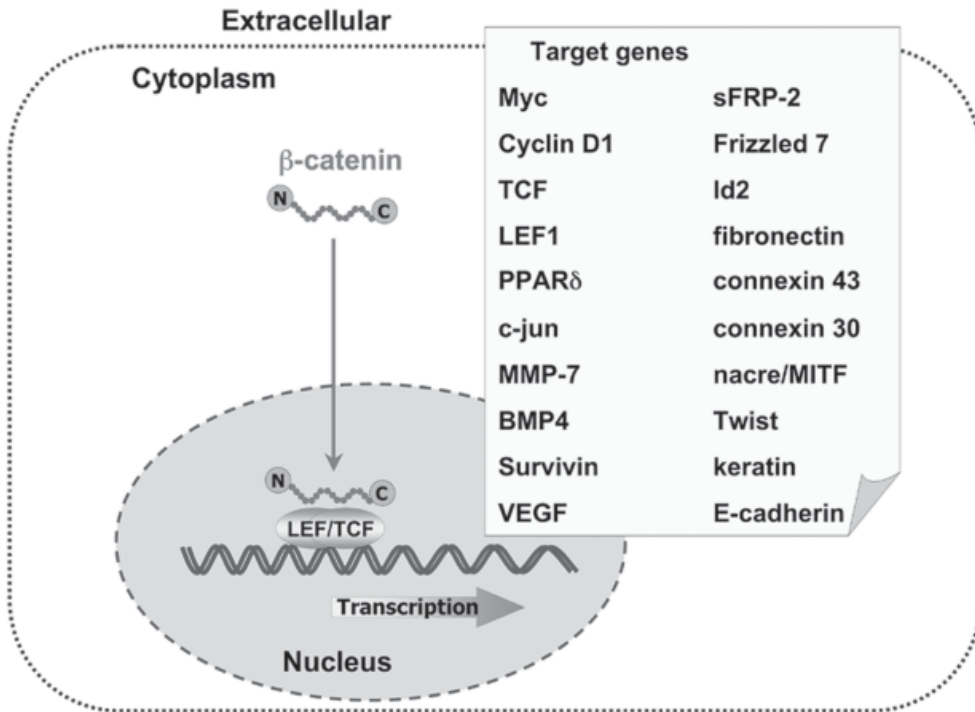 Extracellular
Cytoplasm
Target genes
Myc sFRP-2
Cyclin D1 Frizzled 7
TCF Id2
LEF1 fibronectin
PPARδ connexin 43
c-jun connexin 30
MMP-7 nacre/MITF
BMP4 Twist
Survivin keratin
VEGF E-cadherin
β-catenin
N C
N C
LEF/TCF
Transcription
Nucleus